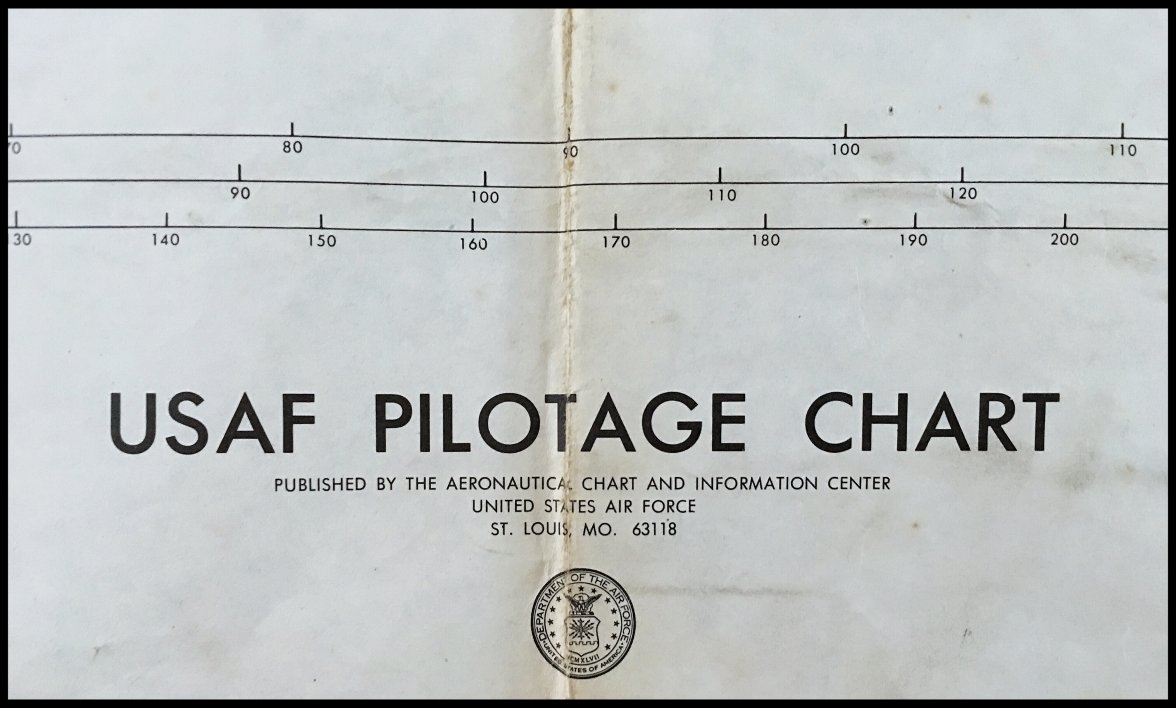 70 80 90 100 110
90 100 110 120
130 140 150 160 170 180 190 200
USAF PILOTAGE CHART
PUBLISHED BY THE AERONAUTICAL CHART AND INFORMATION CENTER
UNITED STATES AIR FORCE
ST. LOUIS, MO. 63118
DEPARTMENT OF THE AIR FORCE
MCMXLVII
UNITED STATES OF AMERICA